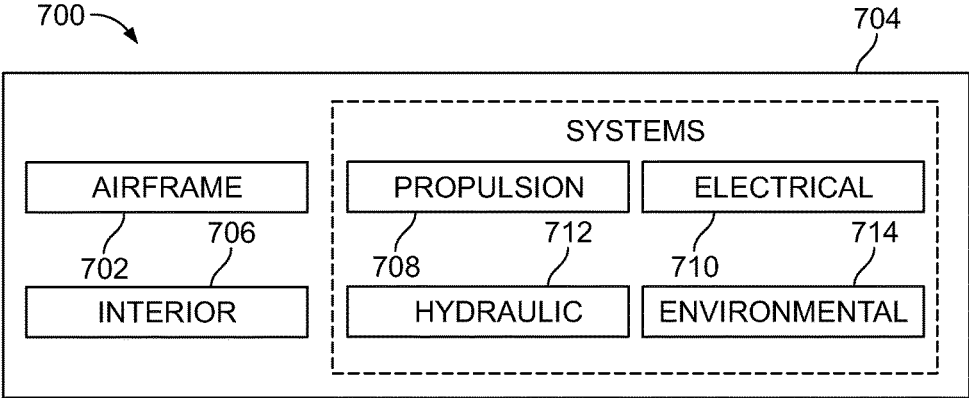 700
704
SYSTEMS
AIRFRAME
PROPULSION
ELECTRICAL
702
706
708
712
710
714
INTERIOR
HYDRAULIC
ENVIRONMENTAL